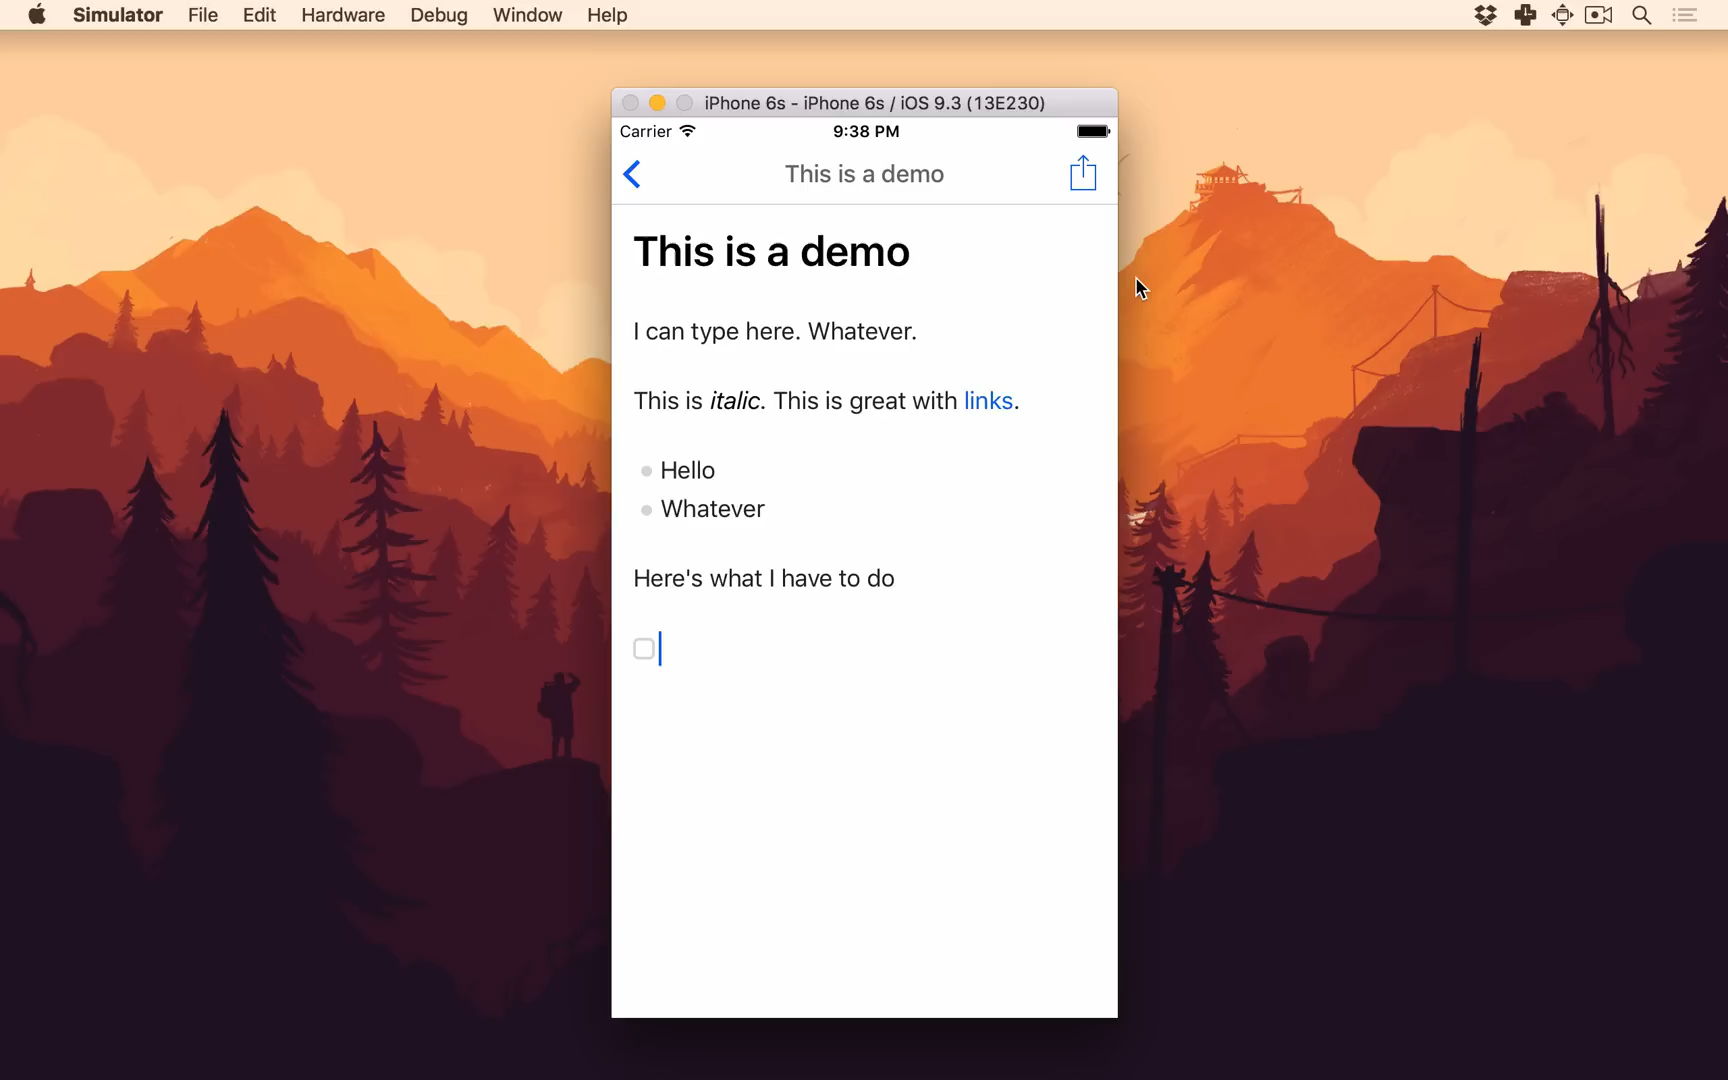 Simulator File Edit Hardware Debug Window Help
iPhone 6s - iPhone 6s / iOS 9.3 (13E230)
Carrier 9:38 PM
This is a demo
This is a demo
I can type here. Whatever.
This is italic. This is great with links.
Hello
Whatever
Here's what I have to do